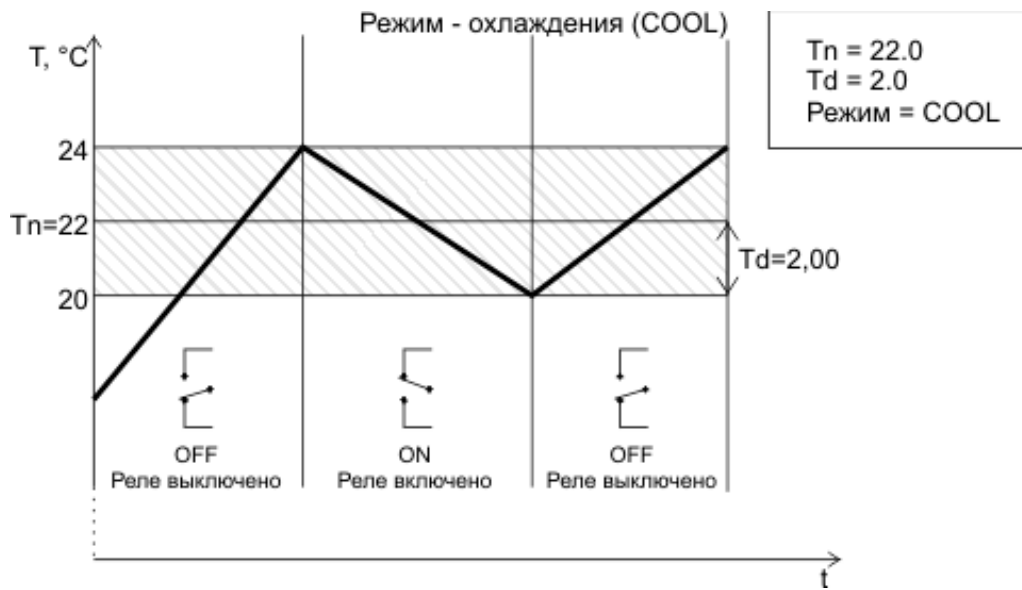 Режим - охлаждения (COOL)
T, °C
Tn = 22.0
Td = 2.0
Режим = COOL
24
Tn=22
Td=2,00
20
OFF
Реле выключено
ON
Реле включено
OFF
Реле выключено
t